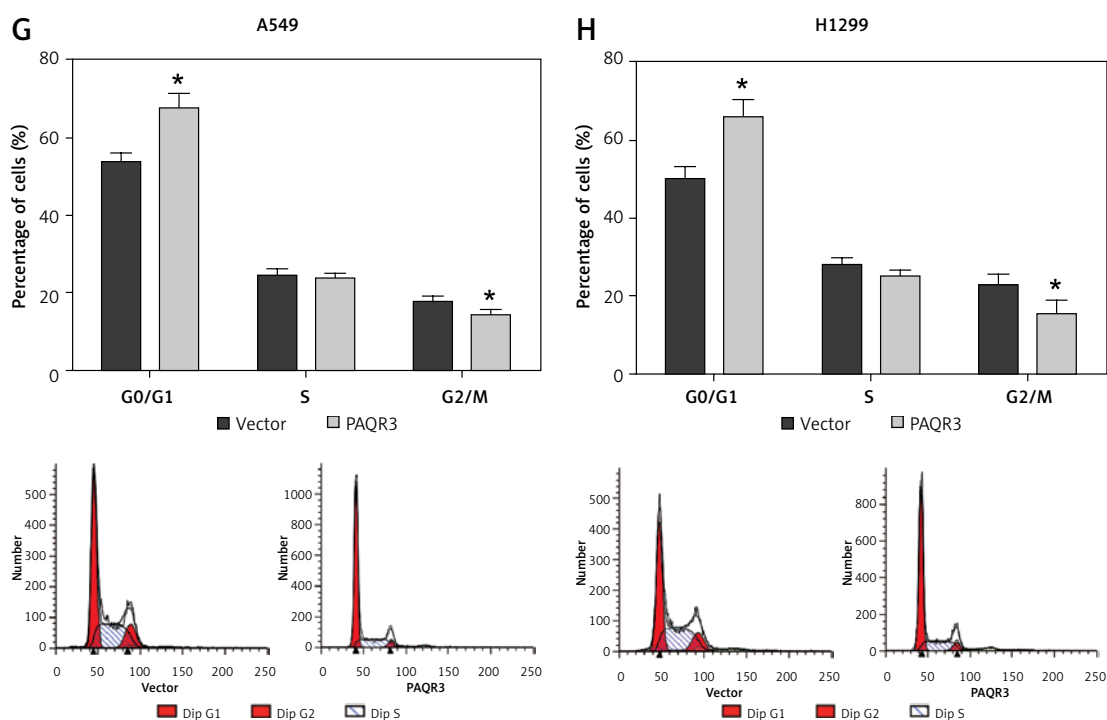 G
A549
Percentage of cells (%)
80
60
40
20
0
*
*
G0/G1 S G2/M
Vector PAQR3
Number
500
400
300
200
100
0
0 50 100 150 200 250
Vector
Number
1000
800
600
400
200
0
0 50 100 150 200 250
PAQR3
Dip G1 Dip G2 Dip S
H
H1299
Percentage of cells (%)
80
60
40
20
0
*
*
G0/G1 S G2/M
Vector PAQR3
Number
500
400
300
200
100
0
0 50 100 150 200 250
Vector
Number
800
600
400
200
0
0 50 100 150 200 250
PAQR3
Dip G1 Dip G2 Dip S